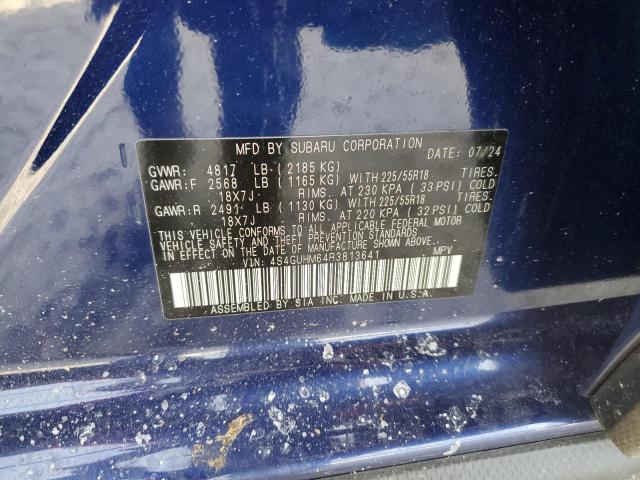 MFD BY SUBARU CORPORATION
DATE: 07/24
GVWR: 4817 LB (2185 KG)
GAWR:F 2568 LB (1165 KG) WITH 225/55R18 TIRES.
18X7J RIMS. AT 230 KPA (33 PSI) COLD
GAWR:R 2491 LB (1130 KG) WITH 225/55R18 TIRES.
18X7J RIMS. AT 220 KPA (32 PSI) COLD
THIS VEHICLE CONFORMS TO ALL APPLICABLE FEDERAL MOTOR
VEHICLE SAFETY AND THEFT PREVENTION STANDARDS
IN EFFECT ON THE DATE OF MANUFACTURE SHOWN ABOVE.
VIN: 4S4GUHM64R3813641 MPV
ASSEMBLED BY SIA INC. MADE IN U.S.A.